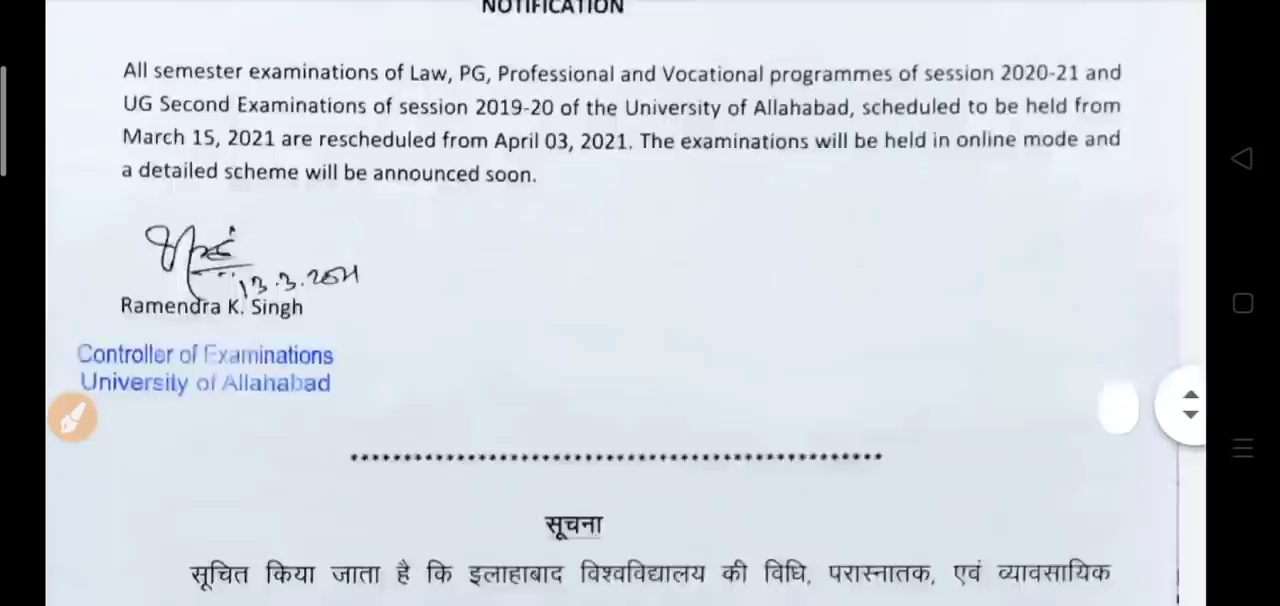 NOTIFICATION
All semester examinations of Law, PG, Professional and Vocational programmes of session 2020-21 and
UG Second Examinations of session 2019-20 of the University of Allahabad, scheduled to be held from
March 15, 2021 are rescheduled from April 03, 2021. The examinations will be held in online mode and
a detailed scheme will be announced soon.
13.3.2021
Ramendra K. Singh
Controller of Examinations
University of Allahabad
सूचना
सूचित किया जाता है कि इलाहाबाद विश्वविद्यालय की विधि, परास्नातक, एवं व्यावसायिक